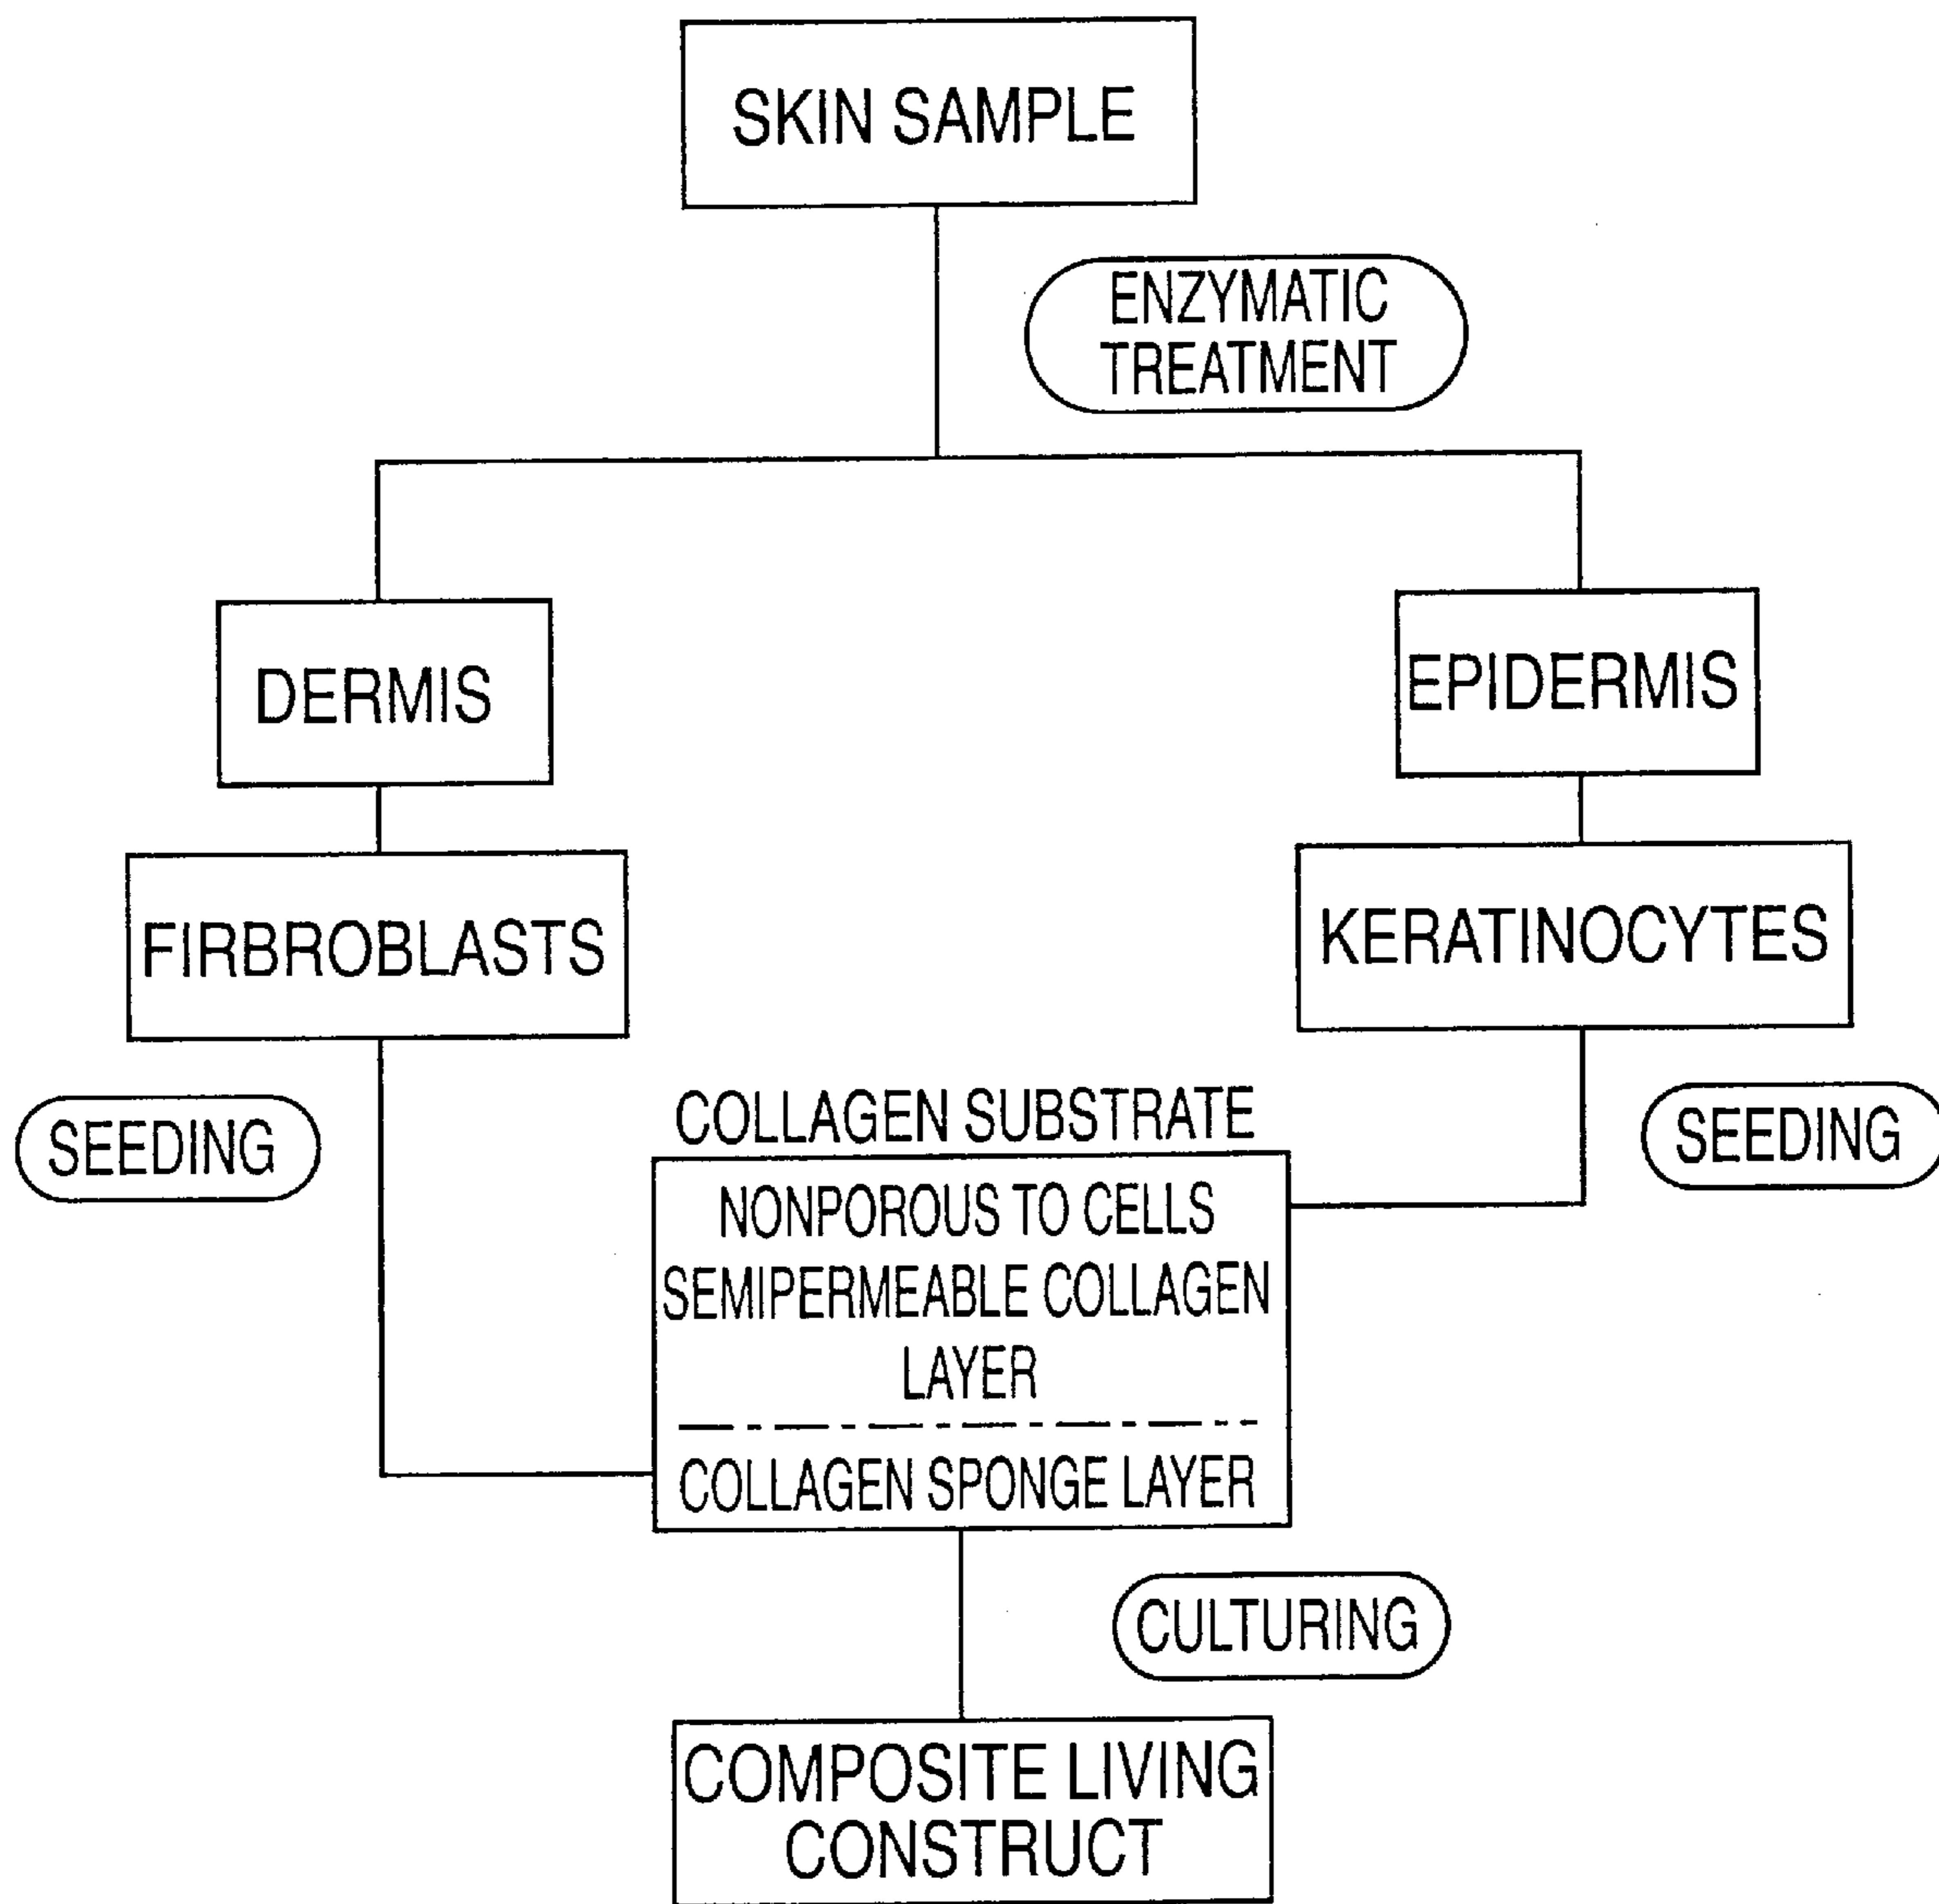 SKIN SAMPLE
ENZYMATIC
TREATMENT
DERMIS
EPIDERMIS
FIRBROBLASTS
KERATINOCYTES
SEEDING
COLLAGEN SUBSTRATE
SEEDING
NONPOROUS TO CELLS
SEMIPERMEABLE COLLAGEN
LAYER
COLLAGEN SPONGE LAYER
CULTURING
COMPOSITE LIVING
CONSTRUCT